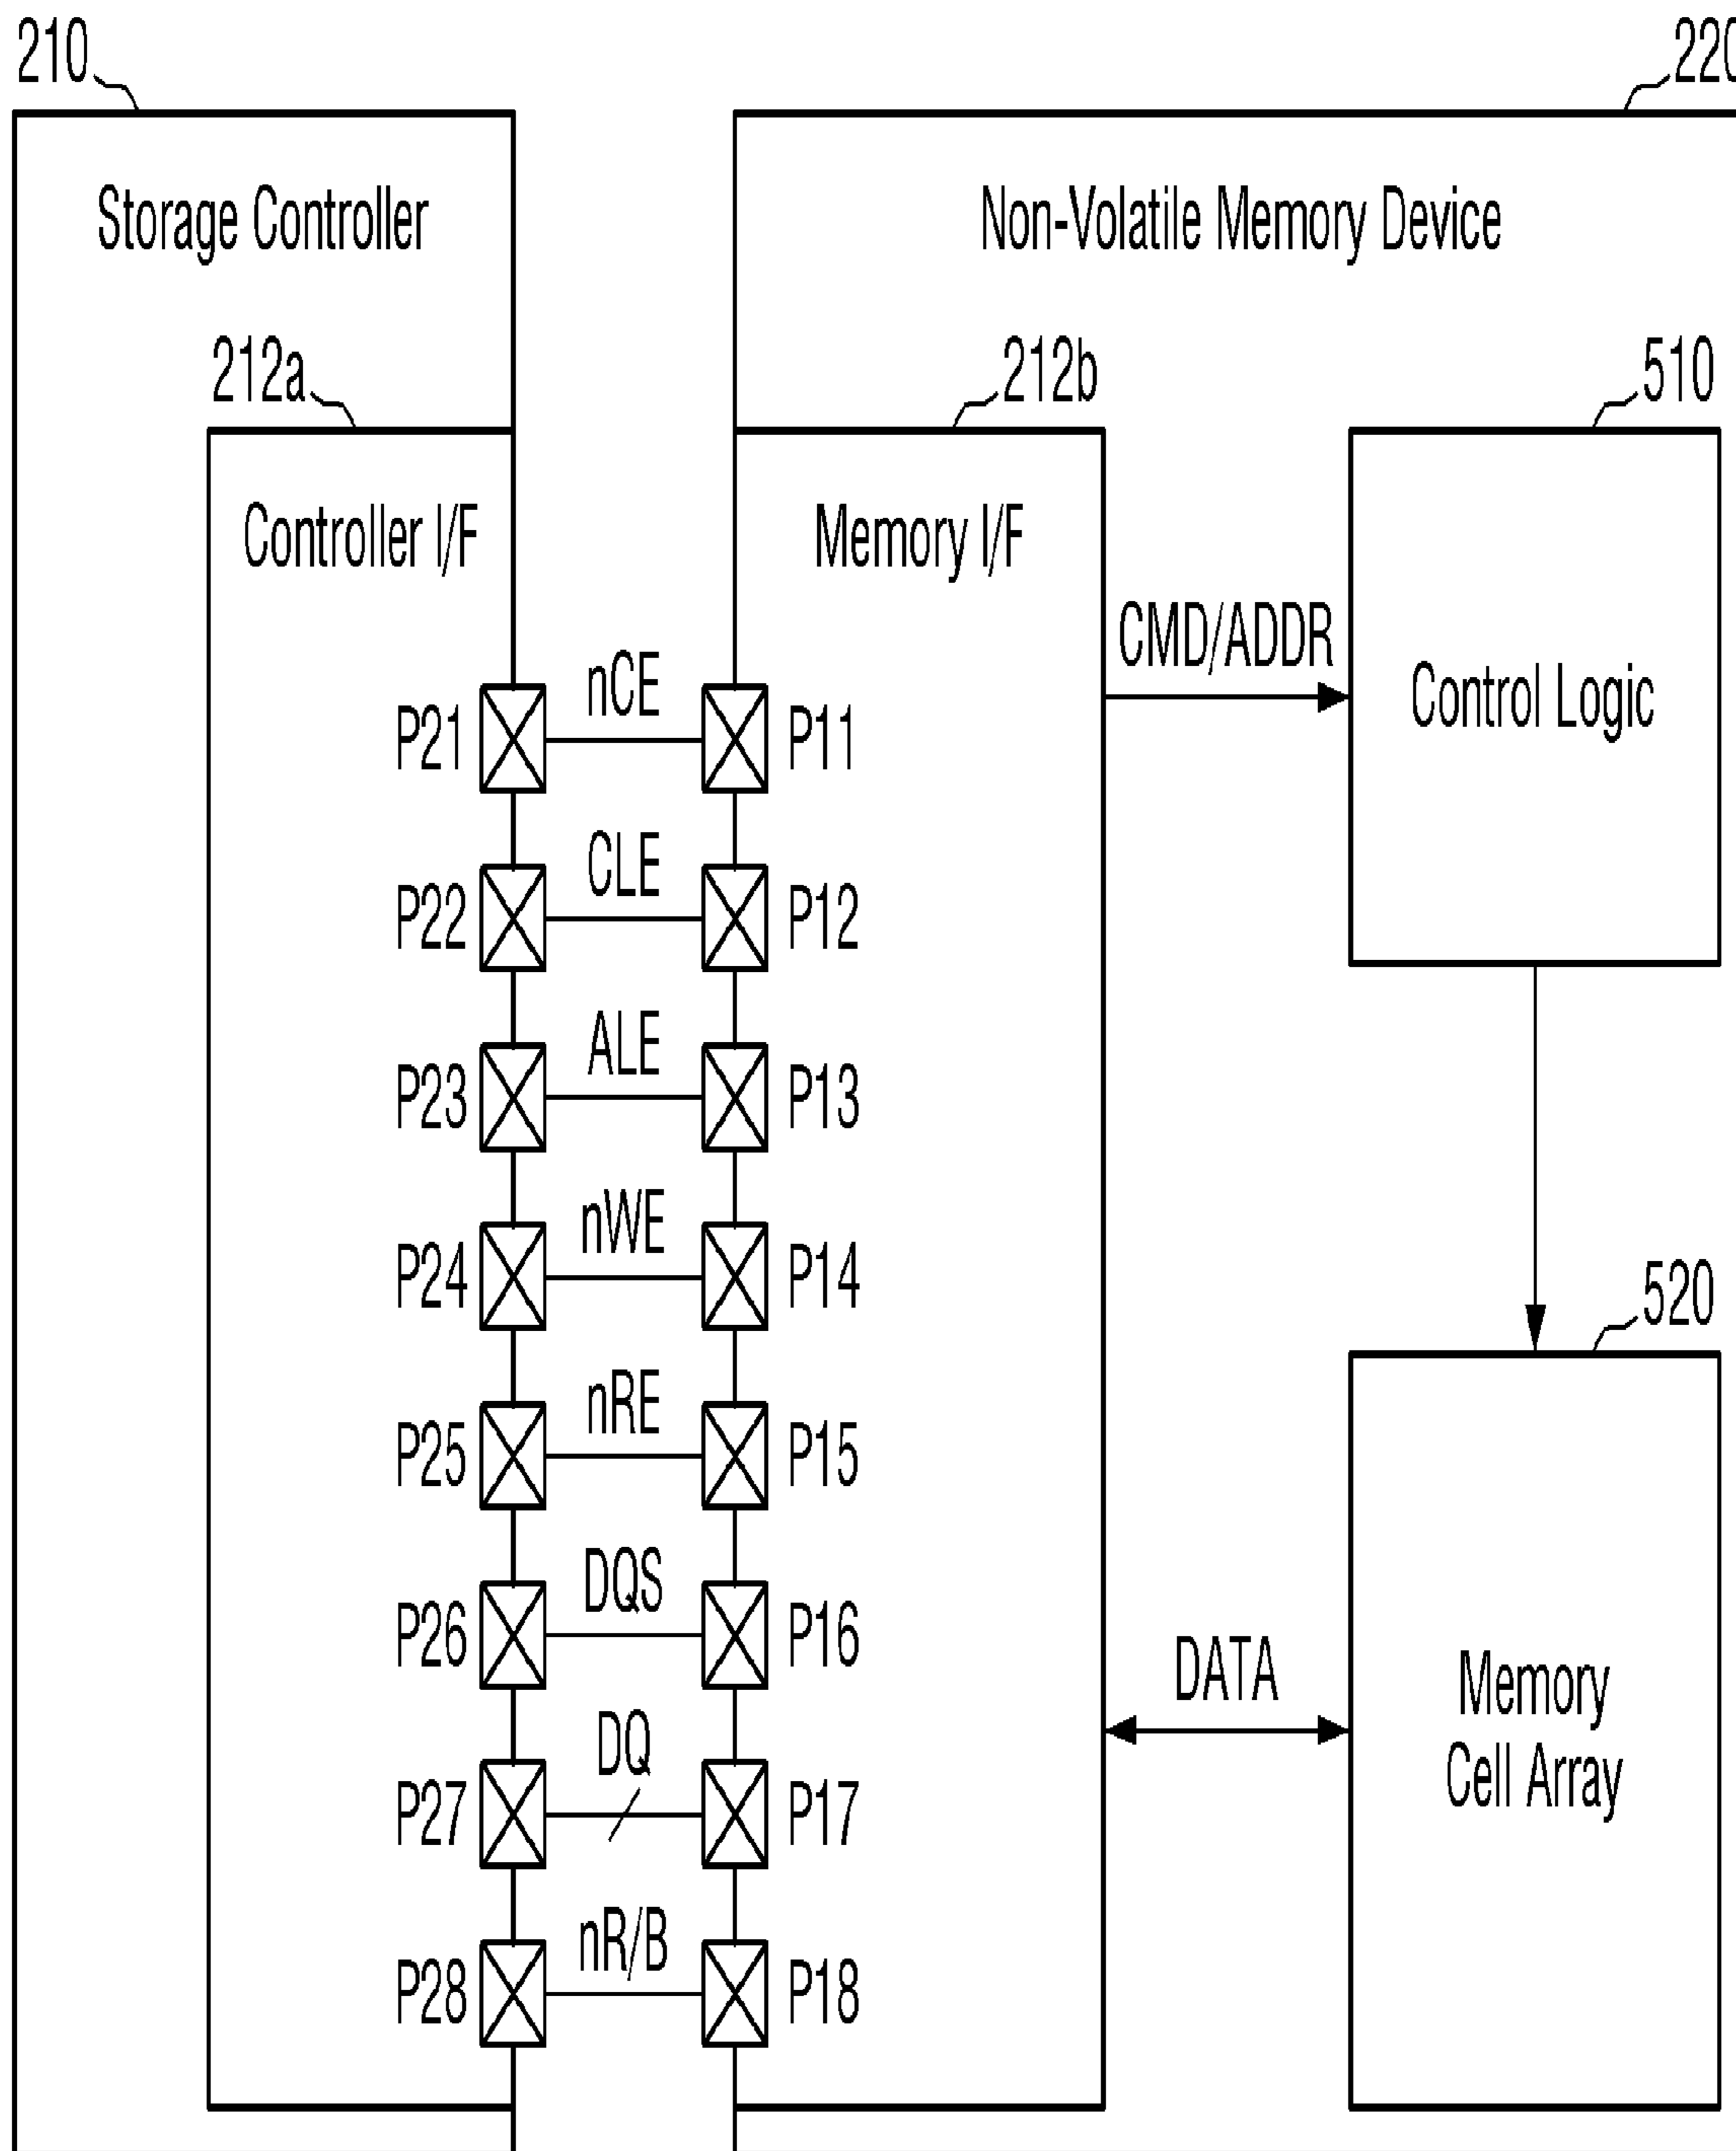 210
220
Storage Controller
Non-Volatile Memory Device
212a
212b
510
Controller I/F
Memory I/F
CMD/ADDR
Control Logic
P21
nCE
P11
P22
CLE
P12
P23
ALE
P13
P24
nWE
P14
520
P25
nRE
P15
P26
DQS
P16
DATA
Memory
Cell Array
P27
DQ
P17
P28
nR/B
P18